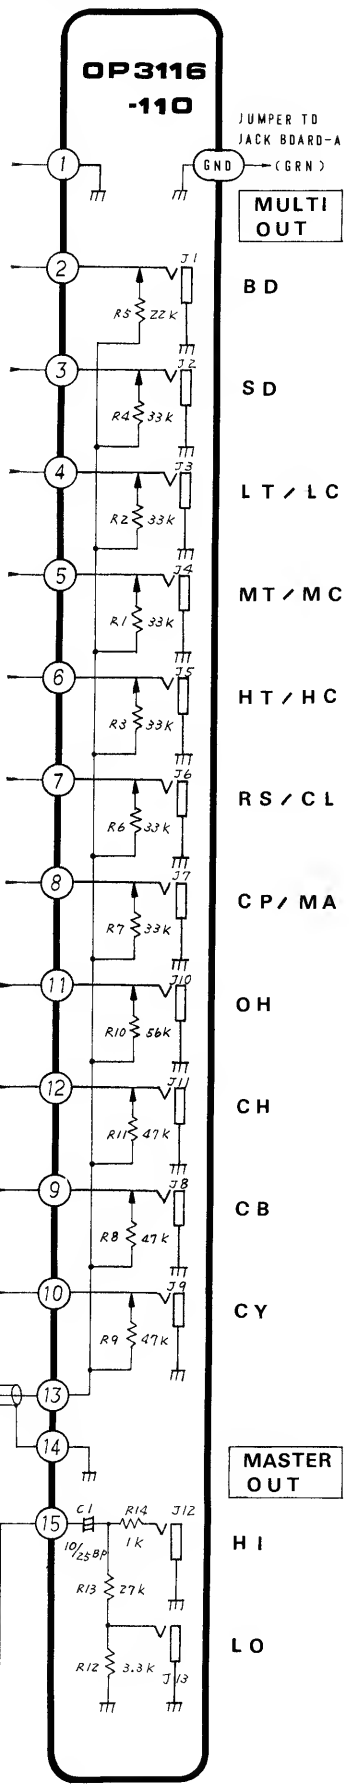 OP3116
-110
JUMPER TO
JACK BOARD-A
1
GND
(GRN)
MULTI
OUT
2
J1
BD
R5
22K
3
J2
SD
R4
33K
4
J3
LT/LC
R2
33K
5
J4
MT/MC
R1
33K
6
J5
HT/HC
R3
33K
7
J6
RS/CL
R6
33K
8
J7
CP/MA
R7
33K
11
J10
OH
R10
56K
12
J11
CH
R11
47K
9
J8
CB
R8
47K
10
J9
CY
R9
47K
13
14
MASTER
OUT
15
C1
R14
J12
HI
10/25BP
1K
R13
27K
LO
R12
3.3K
J13